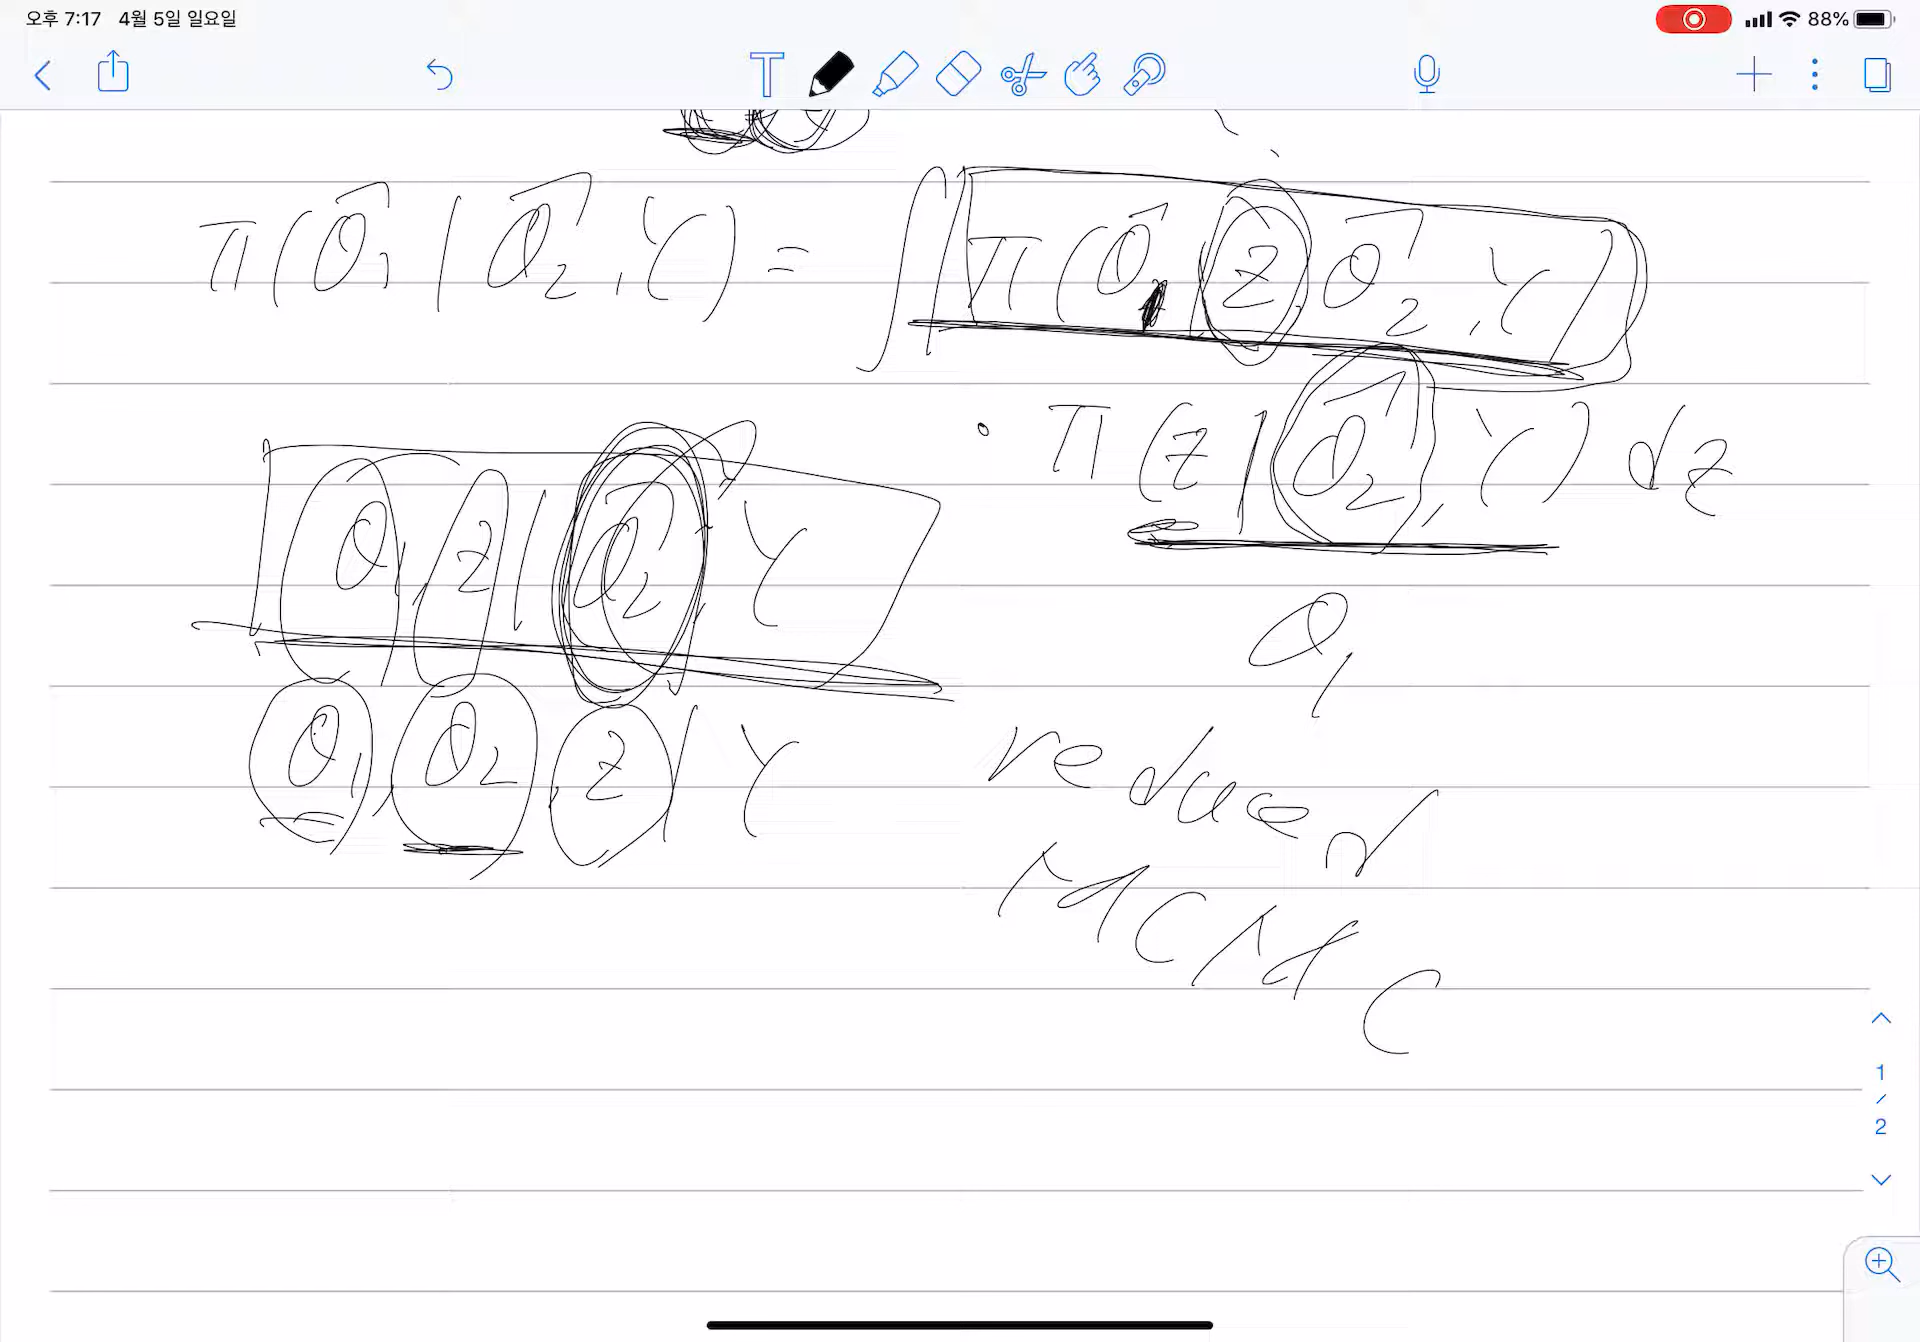 오후 7:17 4월 5일 일요일 88%
π(θ₁ | θ₂, Y) = ∫ π(θ₁ | z, θ₂, Y)
· π(z | θ₂, Y) dz
θ₁, z | θ₂, Y
θ₁
θ₁, θ₂, z | Y
reduced
MCMC
1
/
2